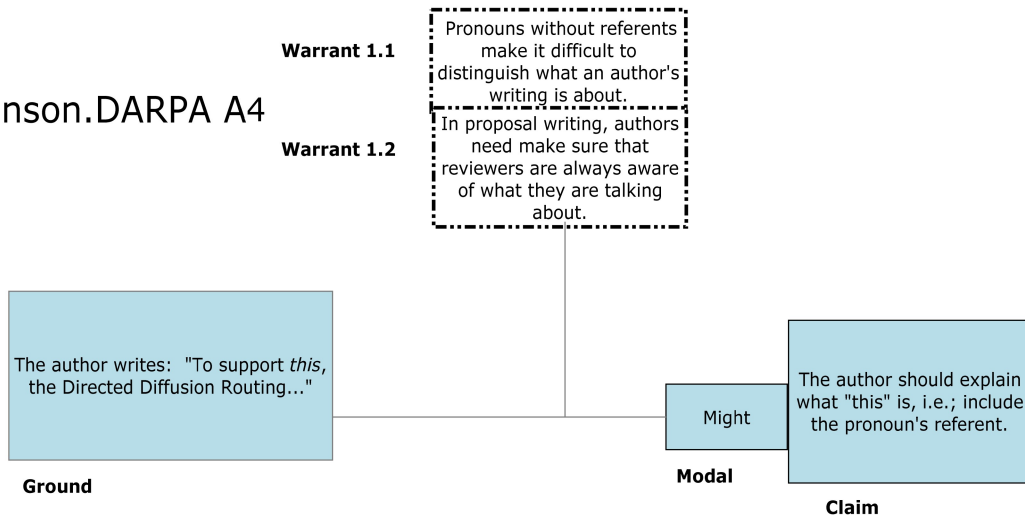 Warrant 1.1
Pronouns without referents
make it difficult to
distinguish what an author's
writing is about.
nson.DARPA A4
Warrant 1.2
In proposal writing, authors
need make sure that
reviewers are always aware
of what they are talking
about.
The author writes:  "To support this,
the Directed Diffusion Routing..."
Ground
Might
Modal
The author should explain
what "this" is, i.e.; include
the pronoun's referent.
Claim